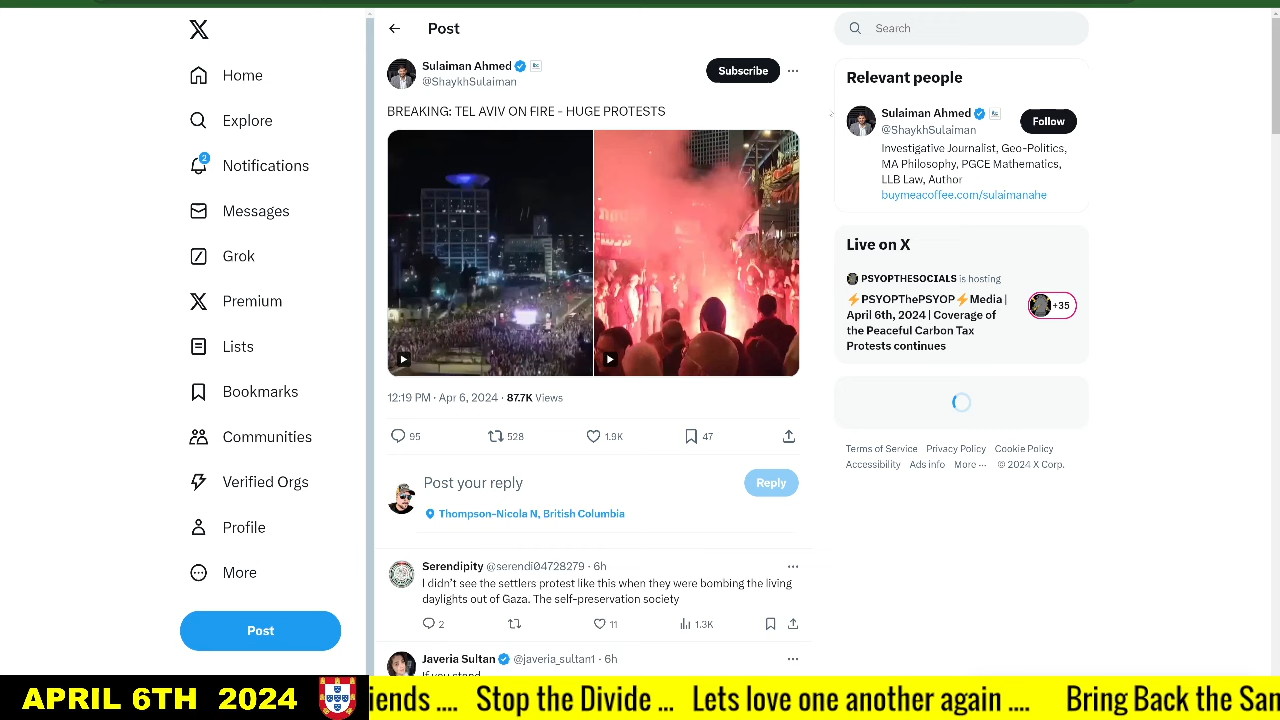 Home
Explore
2
Notifications
Messages
Grok
Premium
Lists
Bookmarks
Communities
Verified Orgs
Profile
More
Post
Post
Sulaiman Ahmed
@ShaykhSulaiman
Subscribe
BREAKING: TEL AVIV ON FIRE - HUGE PROTESTS
12:19 PM · Apr 6, 2024 · 87.7K Views
95 528 1.9K 47
Post your reply
Reply
Thompson-Nicola N, British Columbia
Serendipity @serendi04728279 · 6h
I didn't see the settlers protest like this when they were bombing the living
daylights out of Gaza. The self-preservation society
2 11 1.3K
Javeria Sultan @javeria_sultan1 · 6h
If you stand
Search
Relevant people
Sulaiman Ahmed
@ShaykhSulaiman
Follow
Investigative Journalist, Geo-Politics,
MA Philosophy, PGCE Mathematics,
LLB Law, Author
buymeacoffee.com/sulaimanahe
Live on X
PSYOPTHESOCIALS is hosting
⚡PSYOPThePSYOP⚡Media |
April 6th, 2024 | Coverage of
the Peaceful Carbon Tax
Protests continues
+35
Terms of Service Privacy Policy Cookie Policy
Accessibility Ads info More ··· © 2024 X Corp.
APRIL 6TH 2024
iends .... Stop the Divide ... Lets love one another again .... Bring Back the San